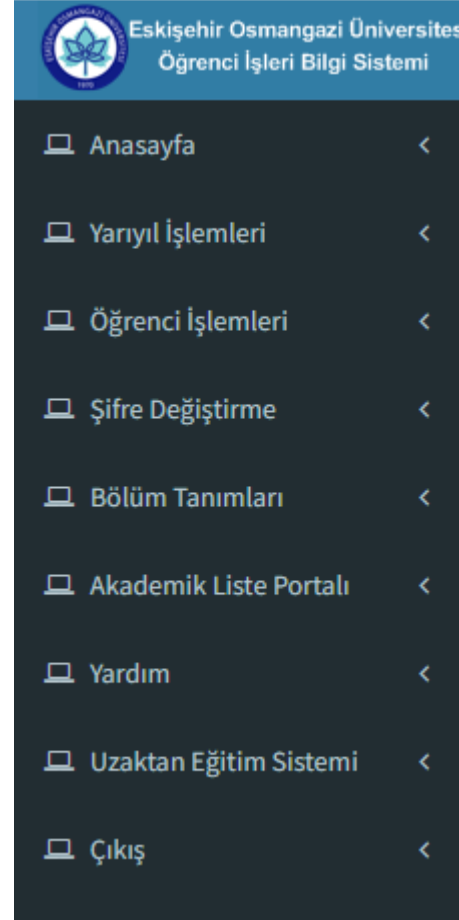 Eskişehir Osmangazi Üniversites
Öğrenci İşleri Bilgi Sistemi
Anasayfa
Yarıyıl İşlemleri
Öğrenci İşlemleri
Şifre Değiştirme
Bölüm Tanımları
Akademik Liste Portalı
Yardım
Uzaktan Eğitim Sistemi
Çıkış